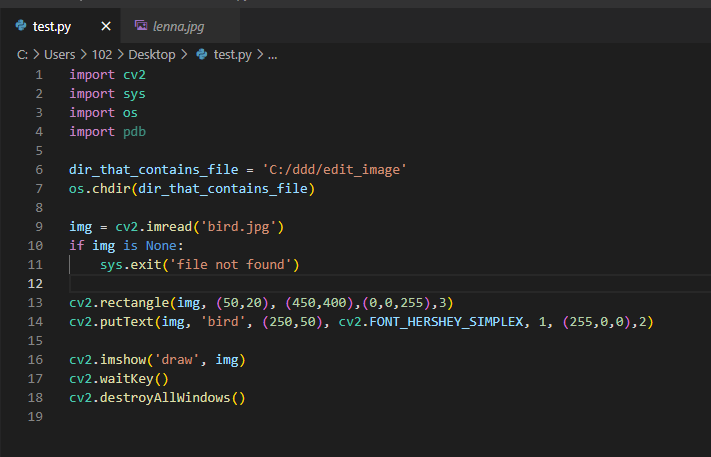 test.py × lenna.jpg
C: > Users > 102 > Desktop > test.py > ...
1 import cv2
2 import sys
3 import os
4 import pdb
5
6 dir_that_contains_file = 'C:/ddd/edit_image'
7 os.chdir(dir_that_contains_file)
8
9 img = cv2.imread('bird.jpg')
10 if img is None:
11     sys.exit('file not found')
12
13 cv2.rectangle(img, (50,20), (450,400),(0,0,255),3)
14 cv2.putText(img, 'bird', (250,50), cv2.FONT_HERSHEY_SIMPLEX, 1, (255,0,0),2)
15
16 cv2.imshow('draw', img)
17 cv2.waitKey()
18 cv2.destroyAllWindows()
19